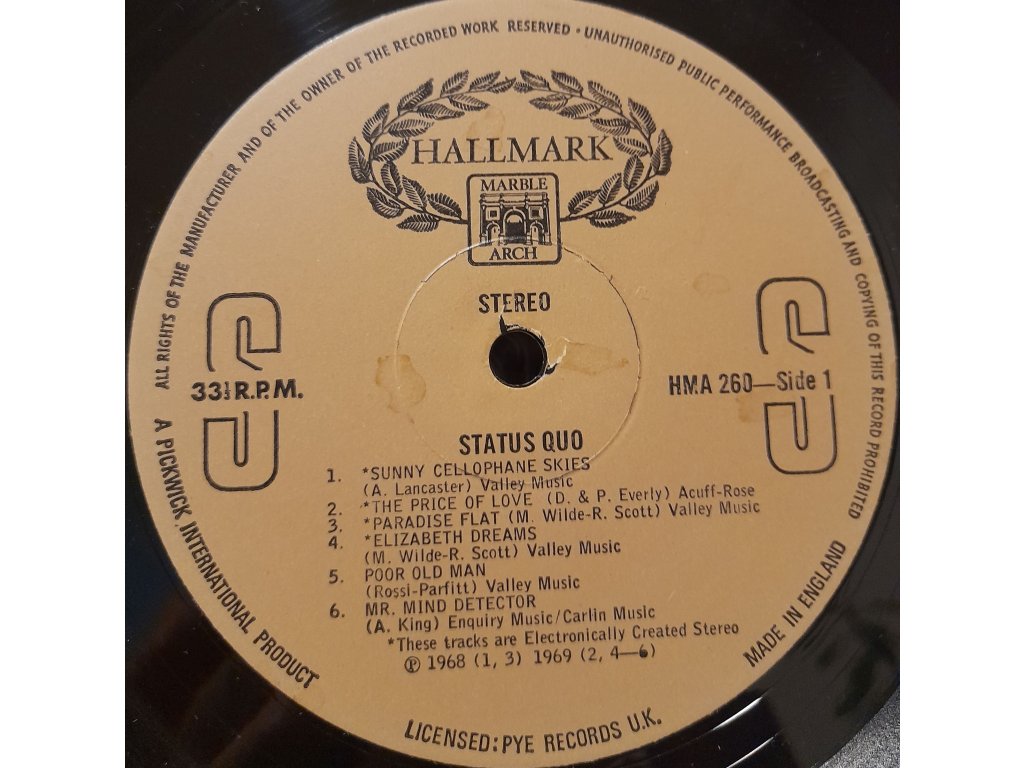 ALL RIGHTS OF THE MANUFACTURER AND OF THE OWNER OF THE RECORDED WORK RESERVED • UNAUTHORISED PUBLIC PERFORMANCE BROADCASTING AND COPYING OF THIS RECORD PROHIBITED
HALLMARK
MARBLE
ARCH
STEREO
33⅓ R.P.M.
HMA 260—Side 1
STATUS QUO
1. *SUNNY CELLOPHANE SKIES
(A. Lancaster) Valley Music
2. *THE PRICE OF LOVE (D. & P. Everly) Acuff-Rose
3. *PARADISE FLAT (M. Wilde-R. Scott) Valley Music
4. *ELIZABETH DREAMS
(M. Wilde-R. Scott) Valley Music
5. POOR OLD MAN
(Rossi-Parfitt) Valley Music
6. MR. MIND DETECTOR
(A. King) Enquiry Music/Carlin Music
*These tracks are Electronically Created Stereo
℗ 1968 (1, 3) 1969 (2, 4—6)
A PICKWICK INTERNATIONAL PRODUCT
LICENSED: PYE RECORDS U.K.
MADE IN ENGLAND